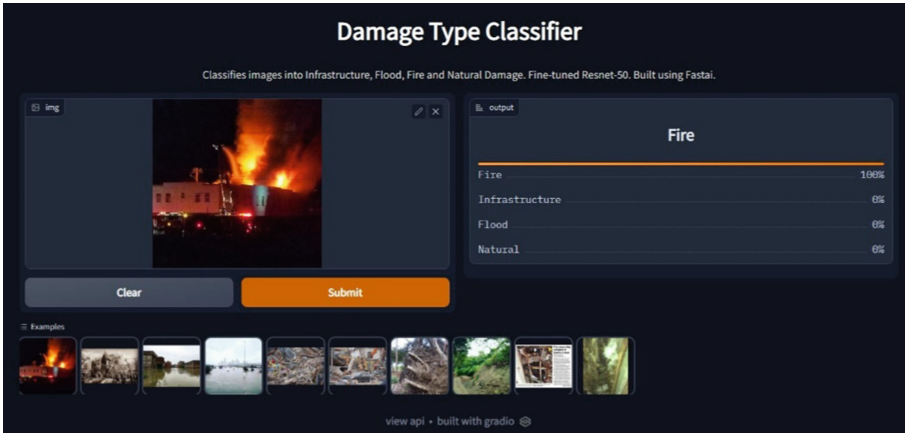 Damage Type Classifier
Classifies images into Infrastructure, Flood, Fire and Natural Damage. Fine-tuned Resnet-50. Built using Fastai.
img
output
Fire
Fire 100%
Infrastructure 0%
Flood 0%
Natural 0%
Clear
Submit
Examples
view api • built with gradio